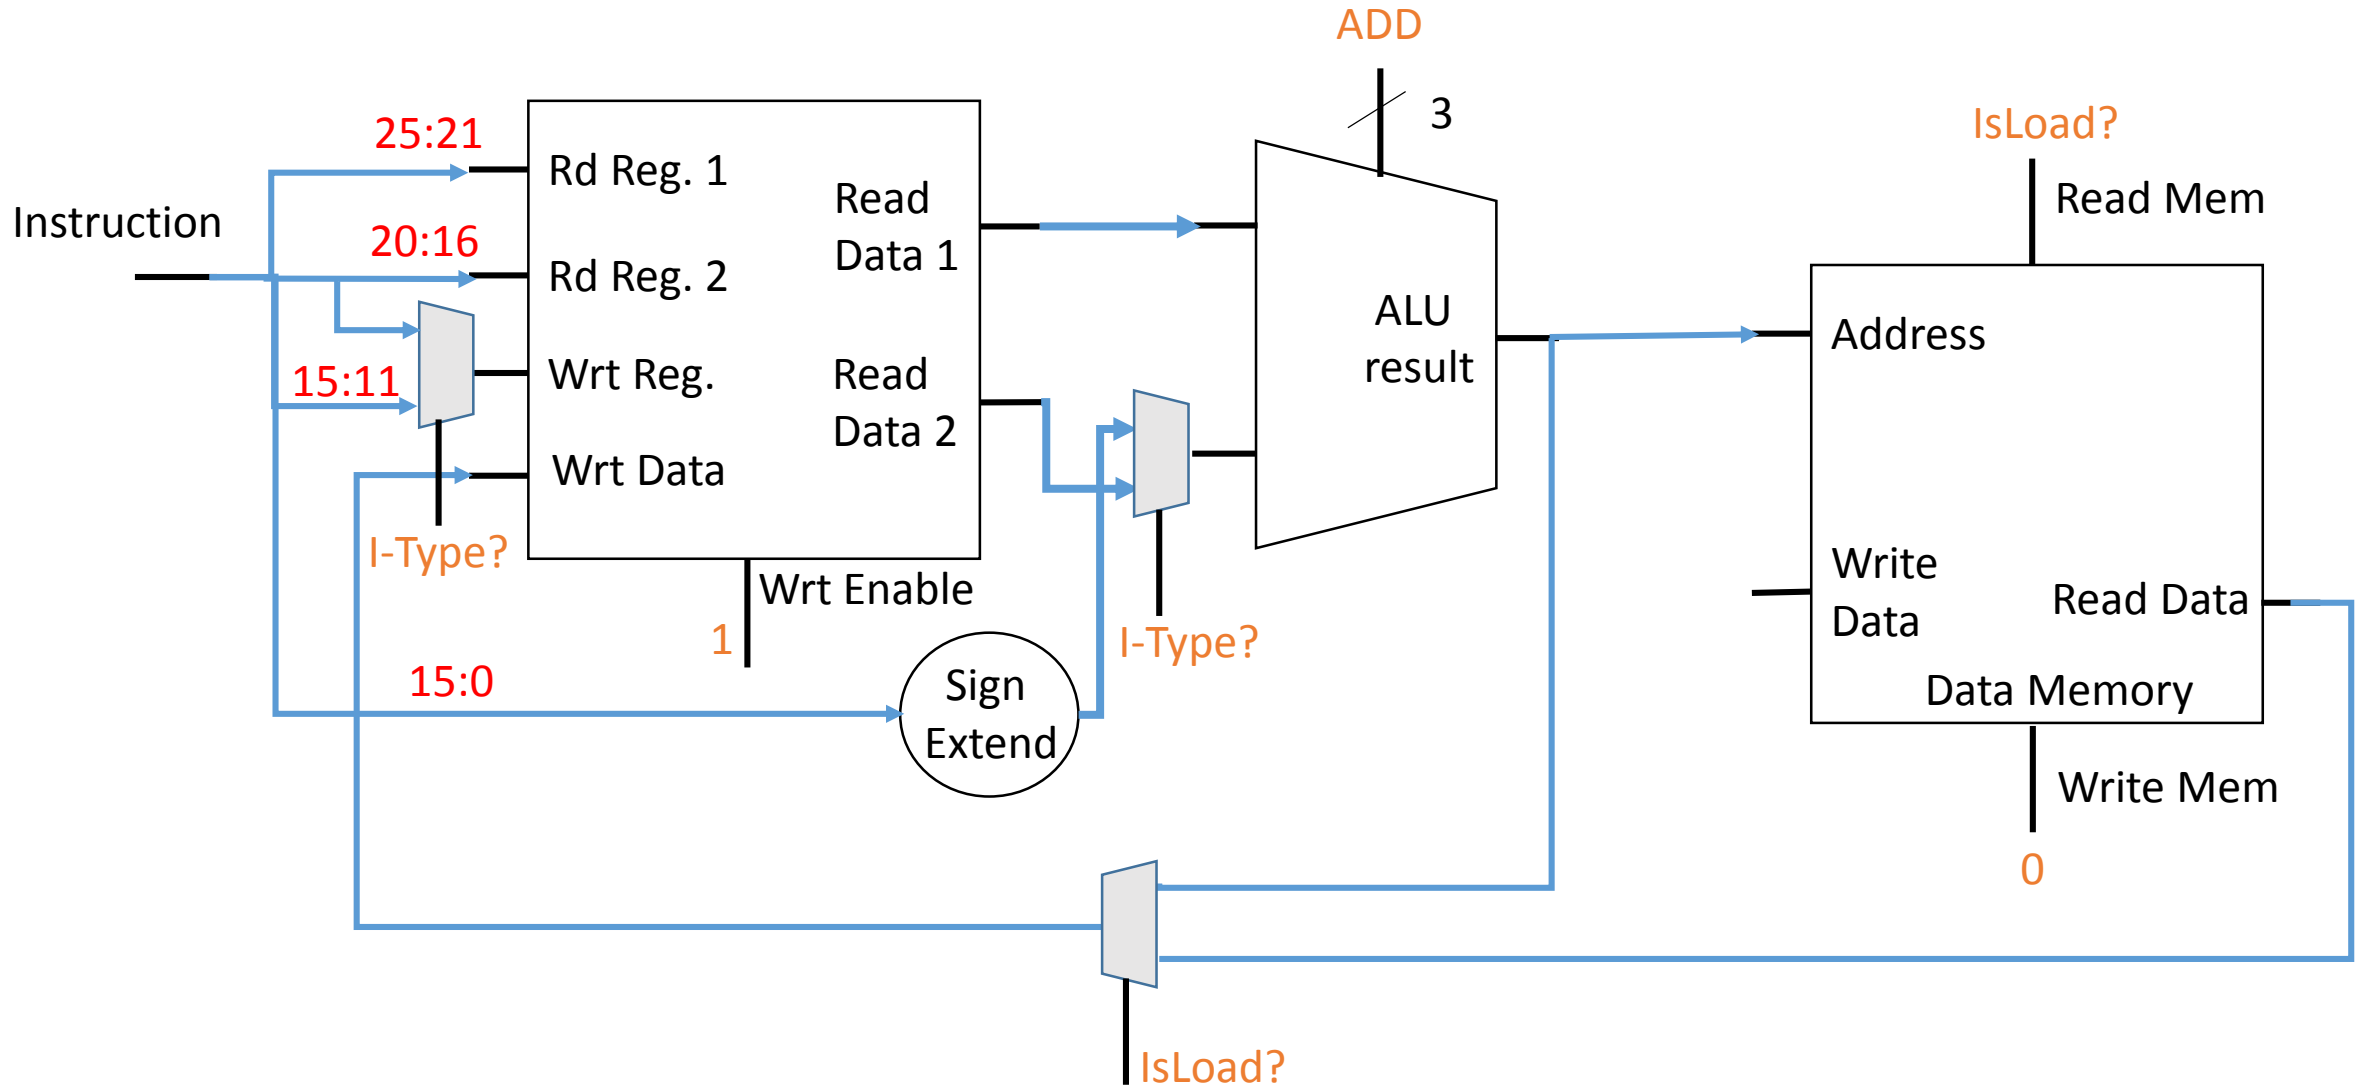 ADD
3
IsLoad?
Read Mem
25:21
Rd Reg. 1
Read
Data 1
Instruction
20:16
Rd Reg. 2
15:11
Wrt Reg.
Read
Data 2
Wrt Data
I-Type?
Wrt Enable
1
I-Type?
ALU
result
Address
Write
Data
Read Data
Data Memory
Write Mem
0
15:0
Sign
Extend
IsLoad?